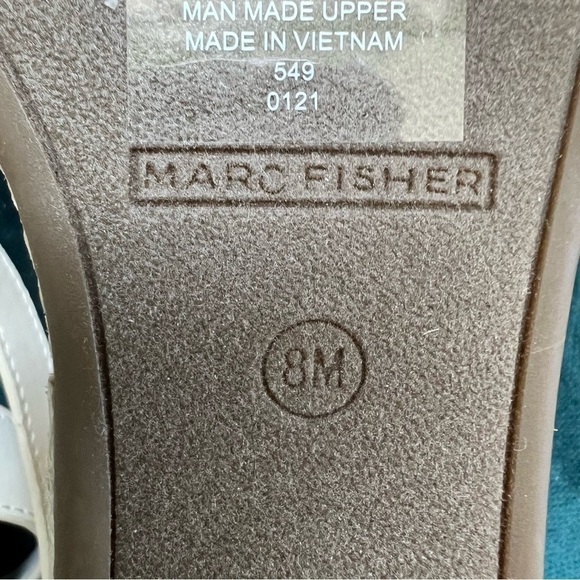 MAN MADE UPPER
MADE IN VIETNAM
549
0121
MARC FISHER
8M